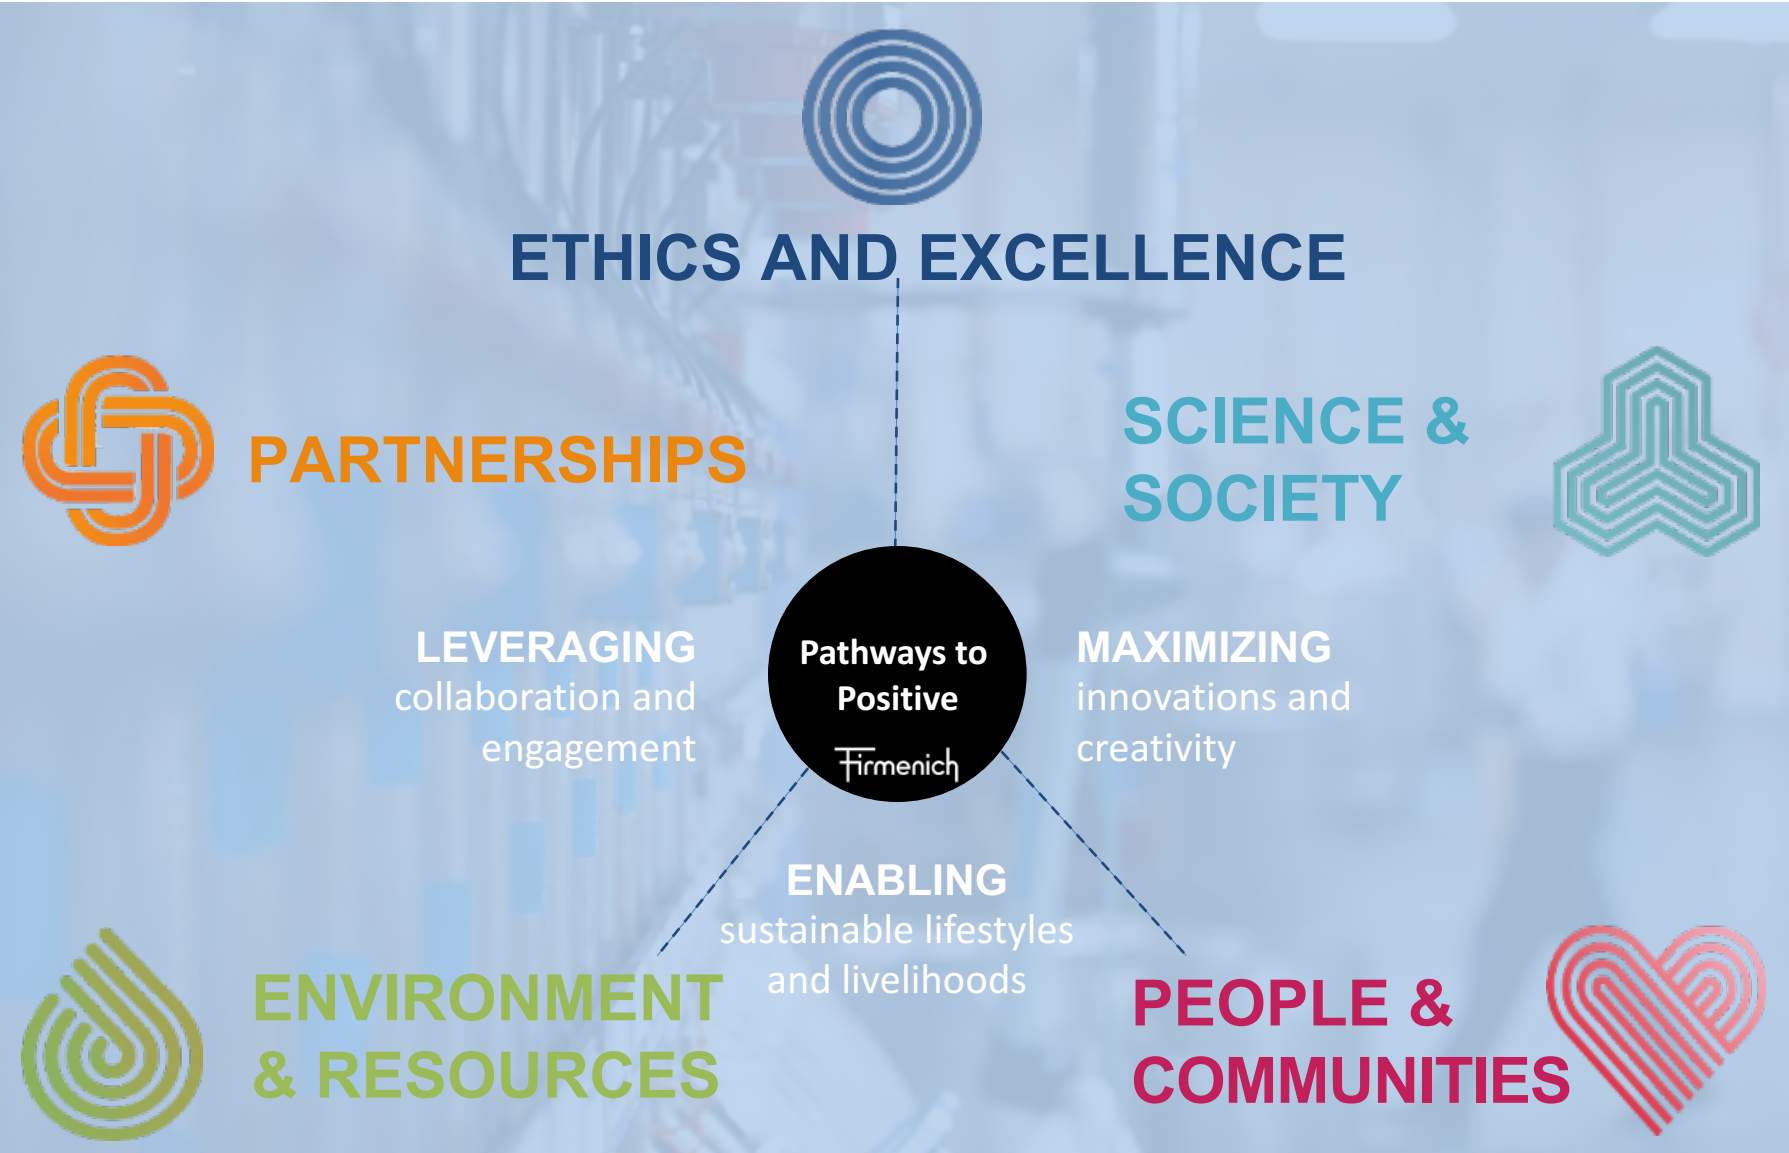 ETHICS AND EXCELLENCE
PARTNERSHIPS
SCIENCE &
SOCIETY
LEVERAGING
collaboration and
engagement
Pathways to
Positive
Firmenich
MAXIMIZING
innovations and
creativity
ENABLING
sustainable lifestyles
and livelihoods
ENVIRONMENT
& RESOURCES
PEOPLE &
COMMUNITIES